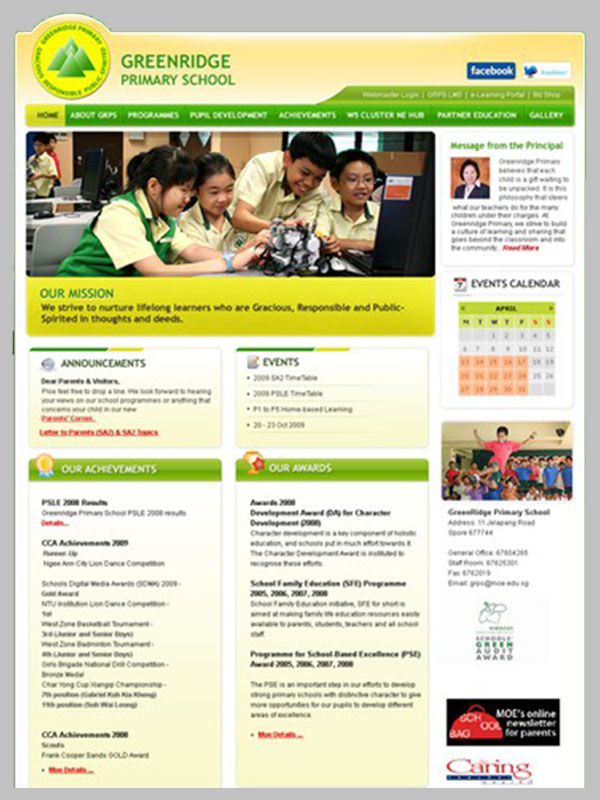 GREENRIDGE PRIMARY
GRACIOUS RESPONSIBLE PUBLIC SPIRITED
GREENRIDGE
PRIMARY SCHOOL
facebook
twitter
Webmaster Login | GRPS LMS | e-Learning Portal | Biz Shop
HOME ABOUT GRPS PROGRAMMES PUPIL DEVELOPMENT ACHIEVEMENTS W5 CLUSTER NE HUB PARTNER EDUCATION GALLERY
OUR MISSION
We strive to nurture lifelong learners who are Gracious, Responsible and Public-
Spirited in thoughts and deeds.
Message from the Principal
Greenridge Primary
believes that each
child is a gift waiting to
be unpacked. It is this
philosophy that steers
what our teachers do for the many
children under their charges. At
Greenridge Primary, we strive to build
a culture of learning and sharing that
goes beyond the classroom and into
the community.. Read More
EVENTS CALENDAR
< APRIL >
M T W T F S S
1 2 3 4 5
6 7 8 9 10 11 12
13 14 15 16 17 18 19
20 21 22 23 24 25 26
27 28 29 30 31
ANNOUNCEMENTS
Dear Parents & Visitors,
Plse feel free to drop a line. We look forward to hearing
your views on our school programmes or anything that
concerns your child in our new
Parents' Corner.
Letter to Parents (SA2) & SA2 Topics
EVENTS
• 2009 SA2 TimeTable
• 2009 PSLE TimeTable
• P1 to P5 Home-based Learning
• 20 - 23 Oct 2009
OUR ACHIEVEMENTS
PSLE 2008 Results
Greenridge Primary School PSLE 2008 results
Details...
CCA Achievements 2009
Runner Up
Ngee Ann City Lion Dance Competition
Schools Digital Media Awards (SDMA) 2009 -
Gold Award
NTU Institution Lion Dance Competition -
1st
West Zone Basketball Tournament -
3rd (Junior and Senior Boys)
West Zone Badminton Tournament -
4th (Junior and Senior Boys)
Girls Brigade National Drill Competition -
Bronze Medal
Char Yong Cup Xiangqi Championship -
7th position (Gabriel Koh Kia Kheng)
11th position (Soh Wai Leong)
CCA Achievements 2008
Scouts
Frank Cooper Sands GOLD Award
• Moe Details ...
OUR AWARDS
Awards 2008
Development Award (DA) for Character
Development (2008)
Character development is a key component of holistic
education, and schools put in much effort towards it.
The Character Development Award is instituted to
recognise these efforts.
School Family Education (SFE) Programme
2005, 2006, 2007, 2008
School Family Education initiative, SFE for short is
aimed at making family life education resources easily
available to parents, students, teachers and all school
staff.
Programme for School-Based Excellence (PSE)
Award 2005, 2006, 2007, 2008
The PSE is an important step in our efforts to develop
strong primary schools with distinctive character to give
more opportunities for our pupils to develop different
areas of excellence.
• Moe Details ...
GreenRidge Primary School
Address: 11 Jelapang Road
Spore 677744
General Office: 67604265
Staff Room: 67625301
Fax: 6762019
Email: grps@moe.edu.sg
SCHOOLS'
GREEN
AUDIT
AWARD
SCH OOL
BAG
MOE's online
newsletter
for parents
Caring